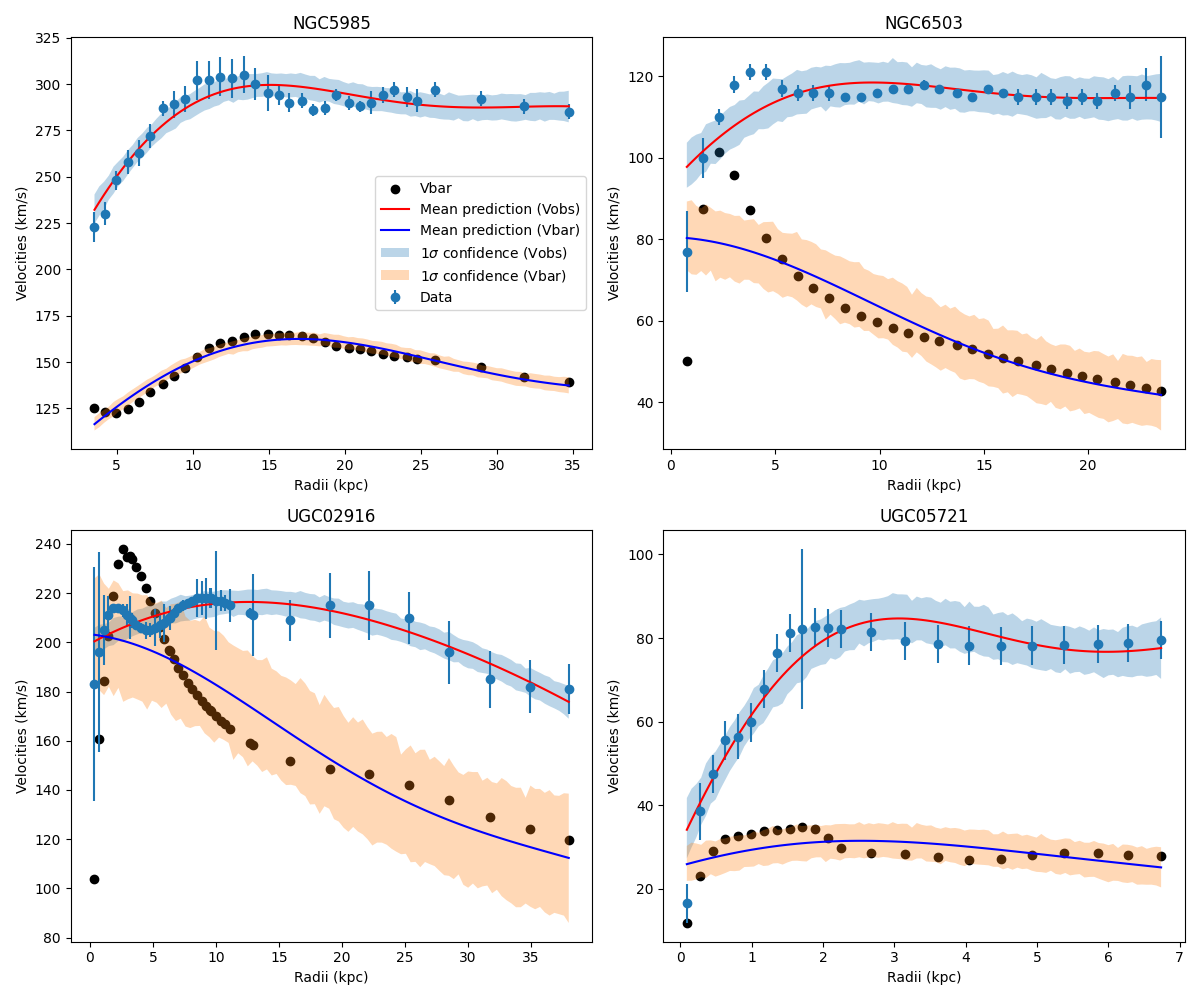 NGC5985
325
300
275
250
225
200
175
150
125
Velocities (km/s)
Vbar
Mean prediction (Vobs)
Mean prediction (Vbar)
1σ confidence (Vobs)
1σ confidence (Vbar)
Data
5 10 15 20 25 30 35
Radii (kpc)
NGC6503
120
100
80
60
40
Velocities (km/s)
0 5 10 15 20
Radii (kpc)
UGC02916
240
220
200
180
160
140
120
100
80
Velocities (km/s)
0 5 10 15 20 25 30 35
Radii (kpc)
UGC05721
100
80
60
40
20
Velocities (km/s)
0 1 2 3 4 5 6 7
Radii (kpc)